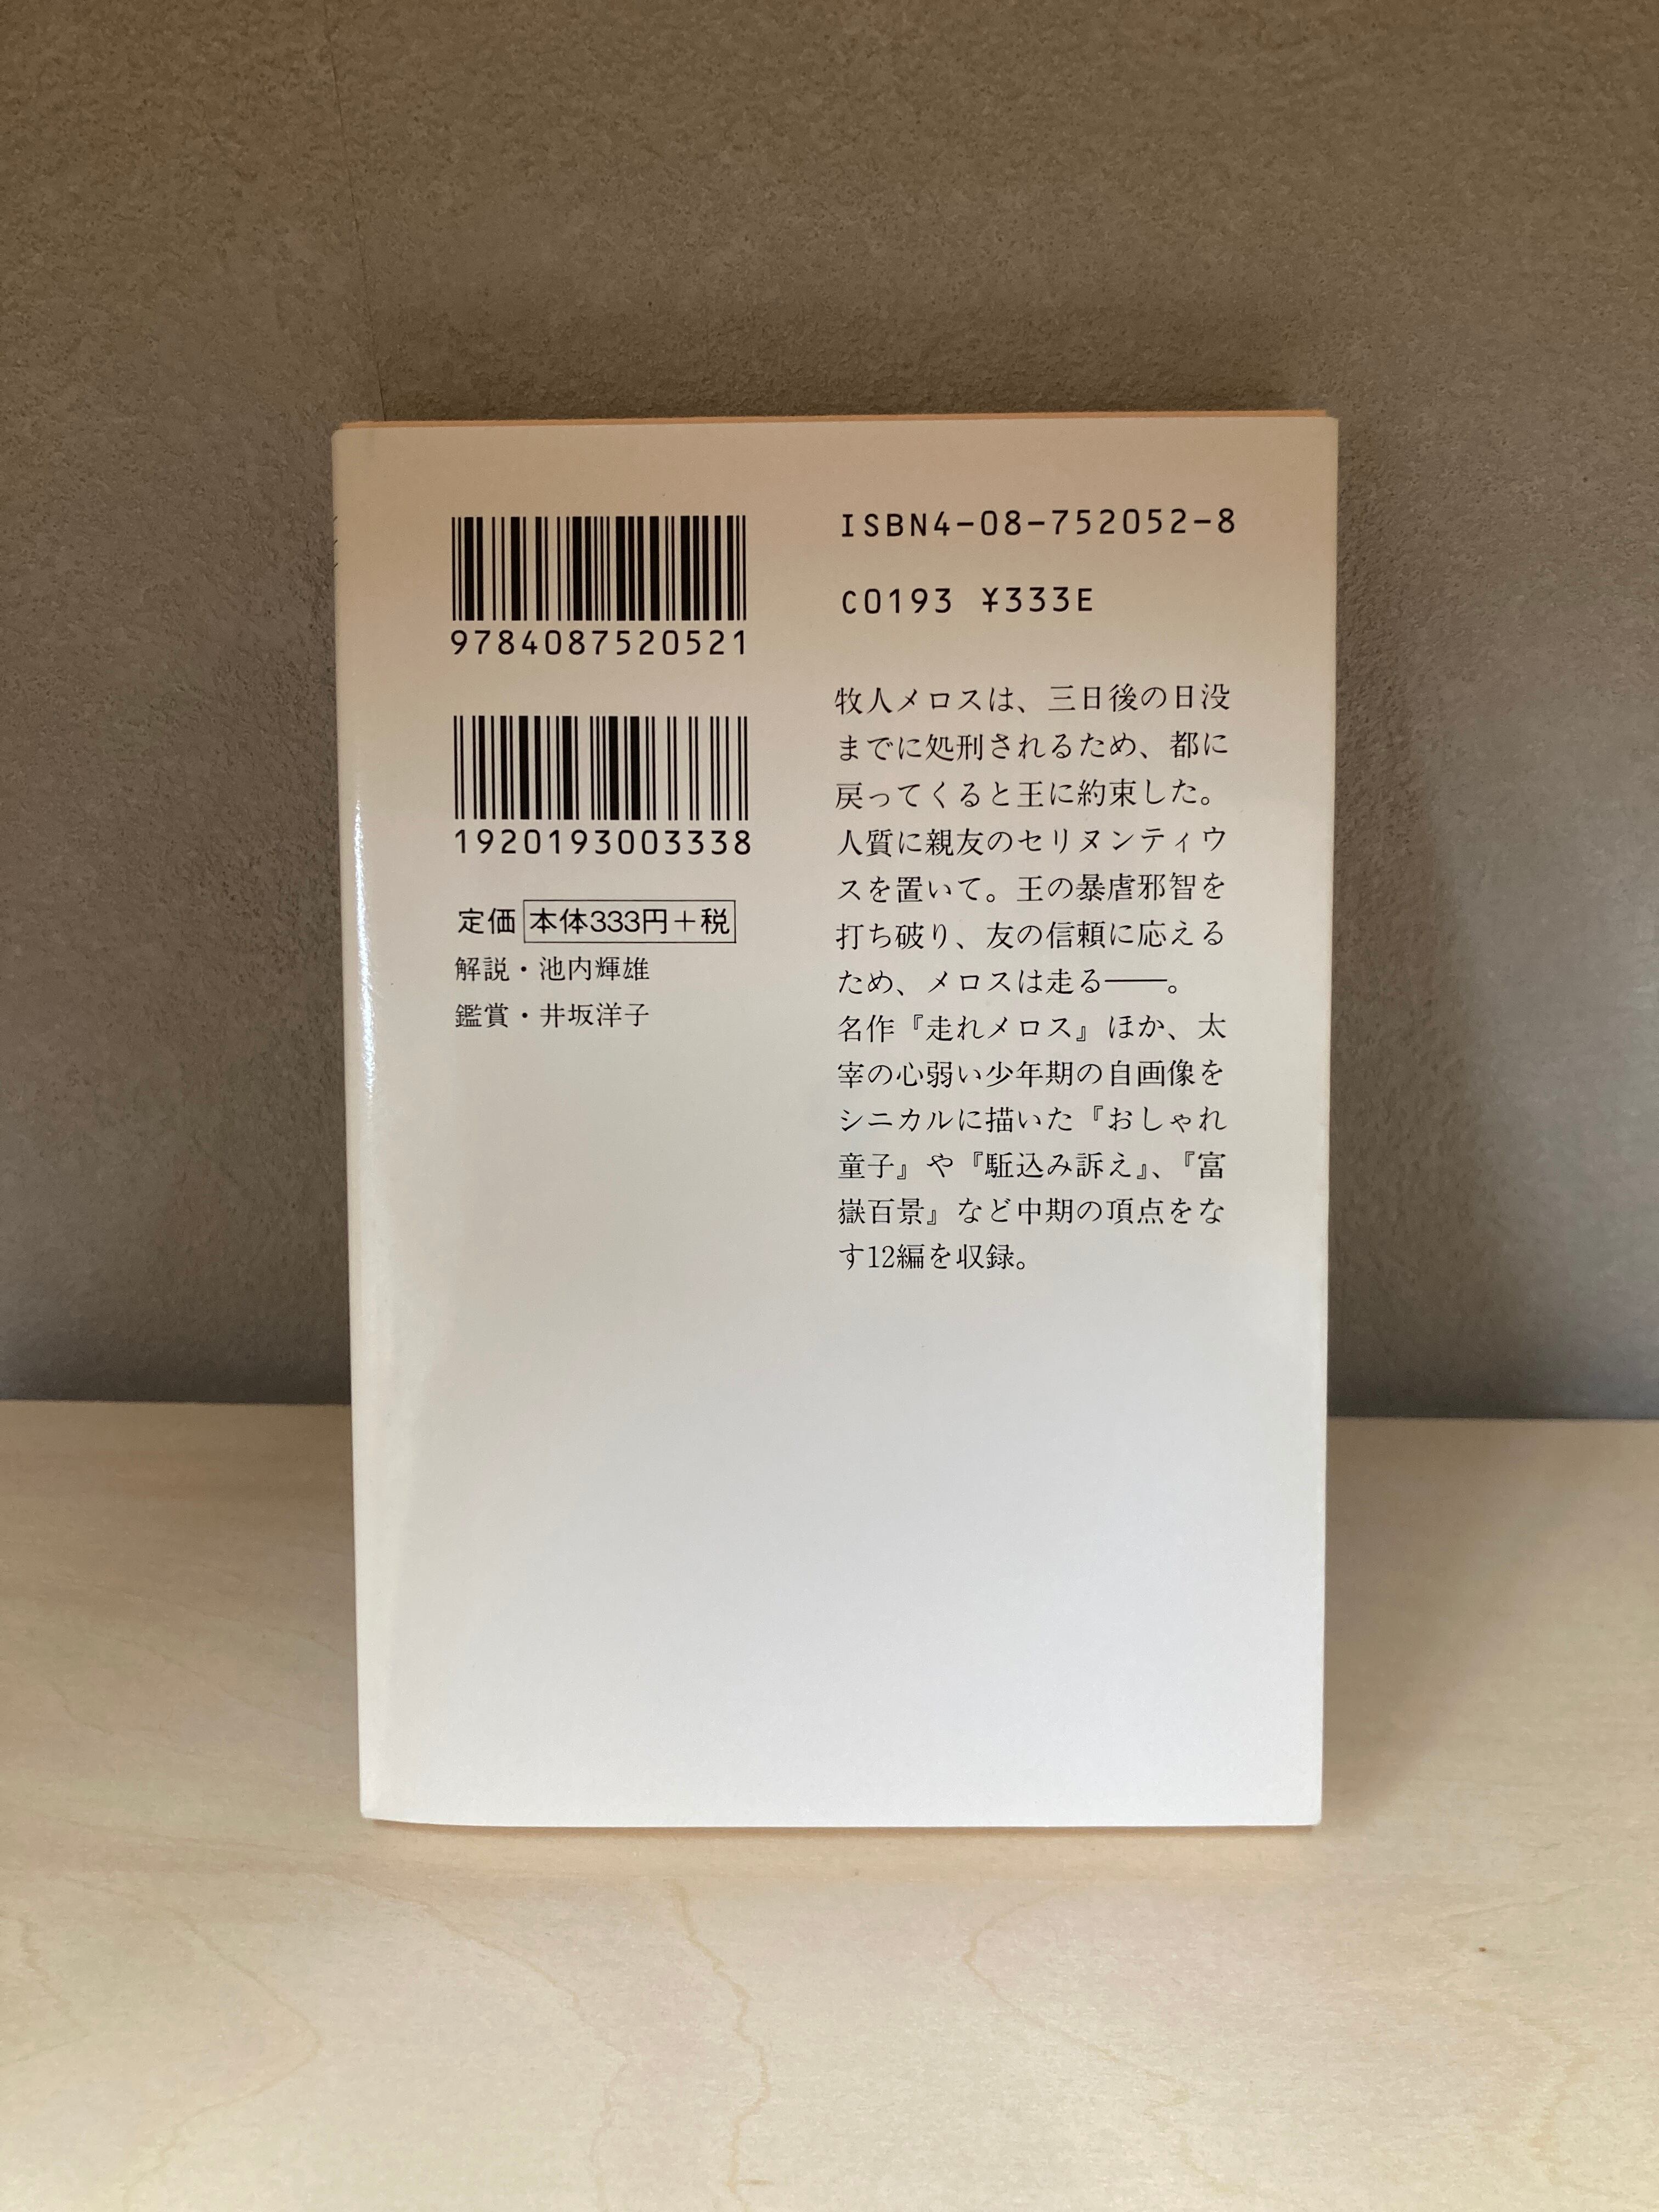 9784087520521
1920193003338
定価 本体333円+税
解説・池内輝雄
鑑賞・井坂洋子
ISBN4-08-752052-8
C0193 ¥333E
牧人メロスは、三日後の日没
までに処刑されるため、都に
戻ってくると王に約束した。
人質に親友のセリヌンティウ
スを置いて。王の暴虐邪智を
打ち破り、友の信頼に応える
ため、メロスは走る――。
名作『走れメロス』ほか、太
宰の心弱い少年期の自画像を
シニカルに描いた『おしゃれ
童子』や『駈込み訴え』、『富
嶽百景』など中期の頂点をな
す12編を収録。